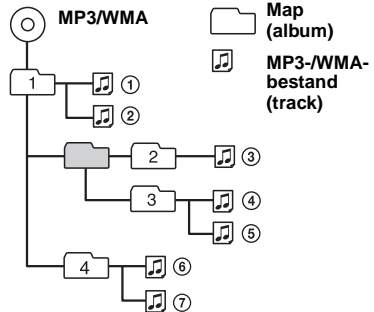 MP3/WMA
Map
(album)
MP3-/WMA-
bestand
(track)
1
①
②
2
③
3
④
⑤
4
⑥
⑦